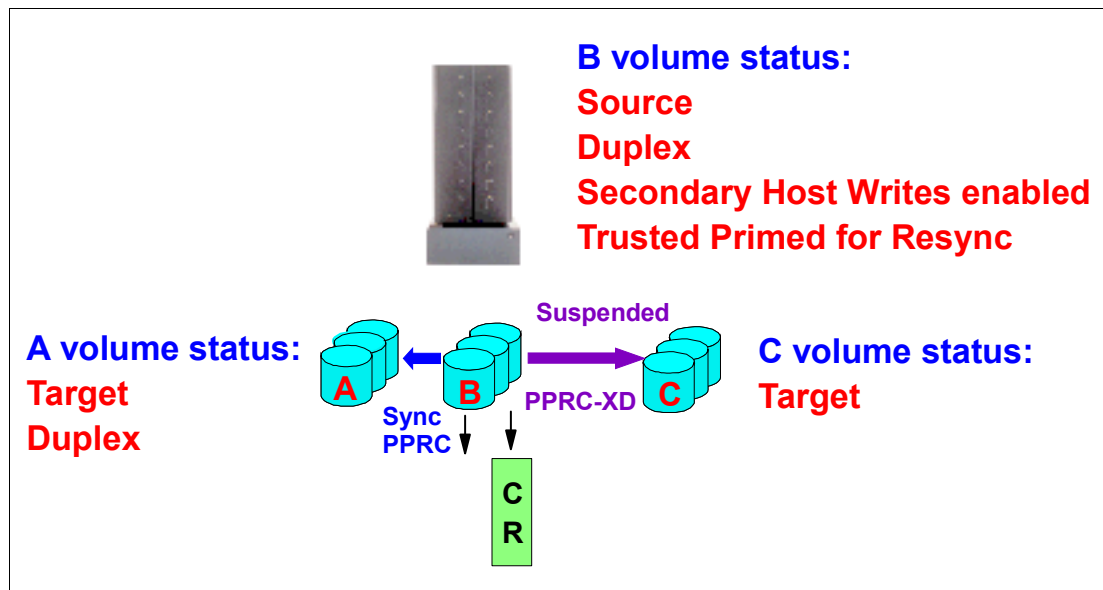 B volume status:
Source
Duplex
Secondary Host Writes enabled
Trusted Primed for Resync
Suspended
A volume status:
Target
Duplex
A
B
C
C volume status:
Target
Sync
PPRC
PPRC-XD
C
R